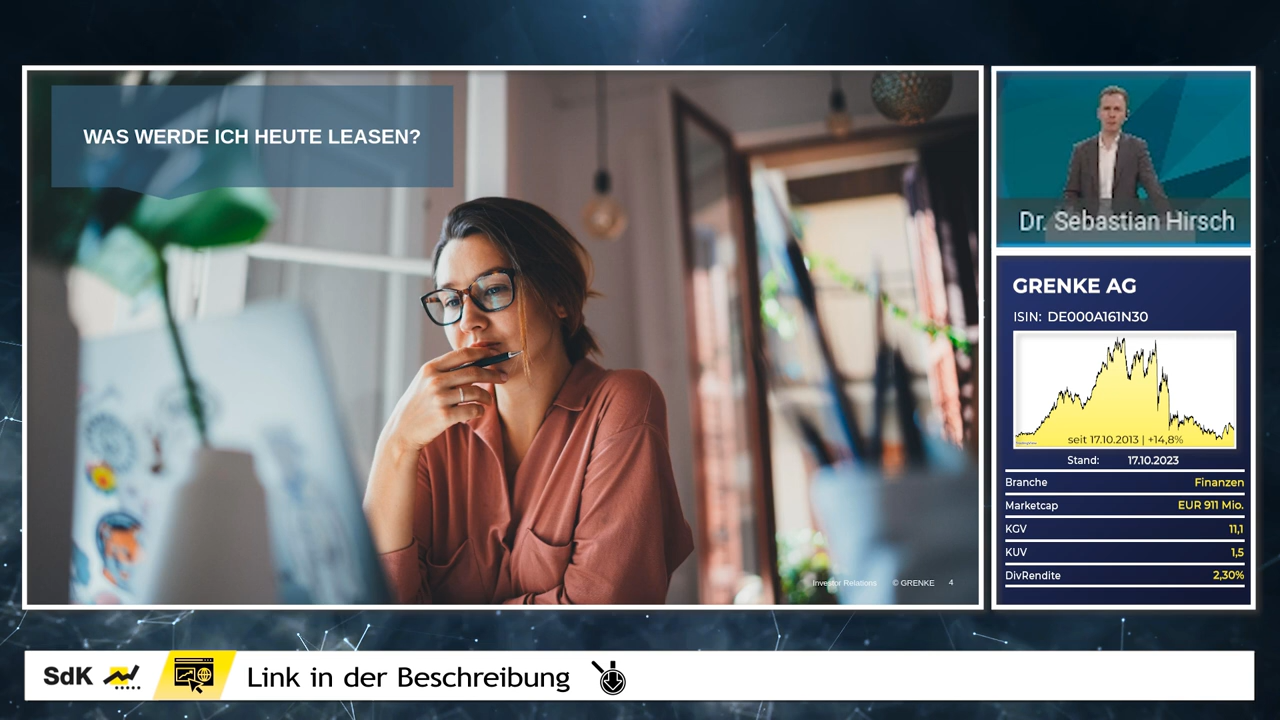 WAS WERDE ICH HEUTE LEASEN?
Investor Relations © GRENKE 4
Dr. Sebastian Hirsch
GRENKE AG
ISIN: DE000A161N30
seit 17.10.2013 | +14,8%
Stand: 17.10.2023
Branche Finanzen
Marketcap EUR 911 Mio.
KGV 11,1
KUV 1,5
DivRendite 2,30%
SdK Link in der Beschreibung